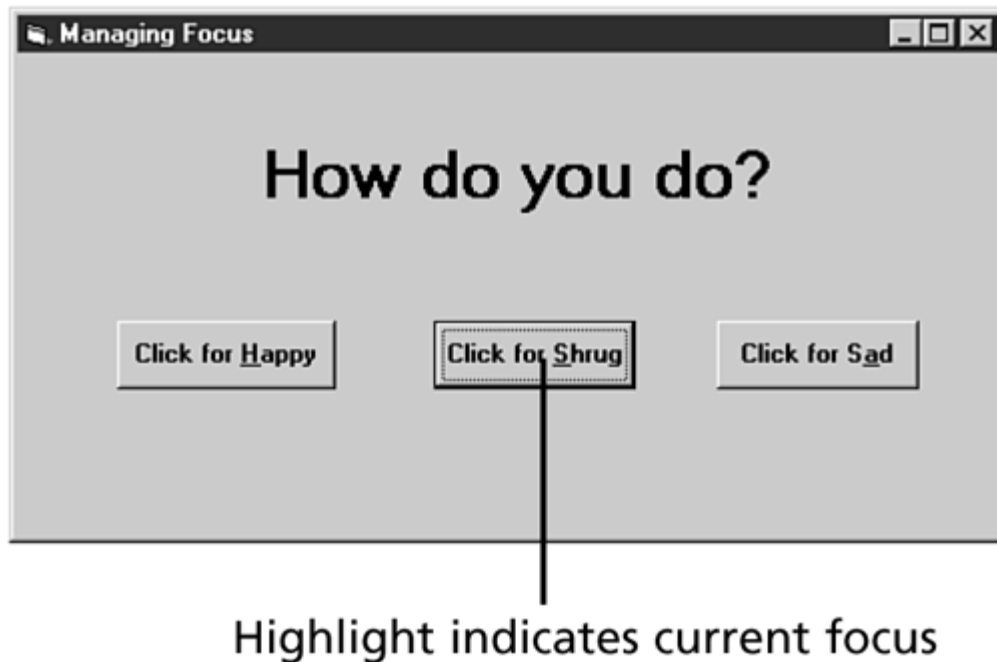 Managing Focus
How do you do?
Click for Happy
Click for Shrug
Click for Sad
Highlight indicates current focus